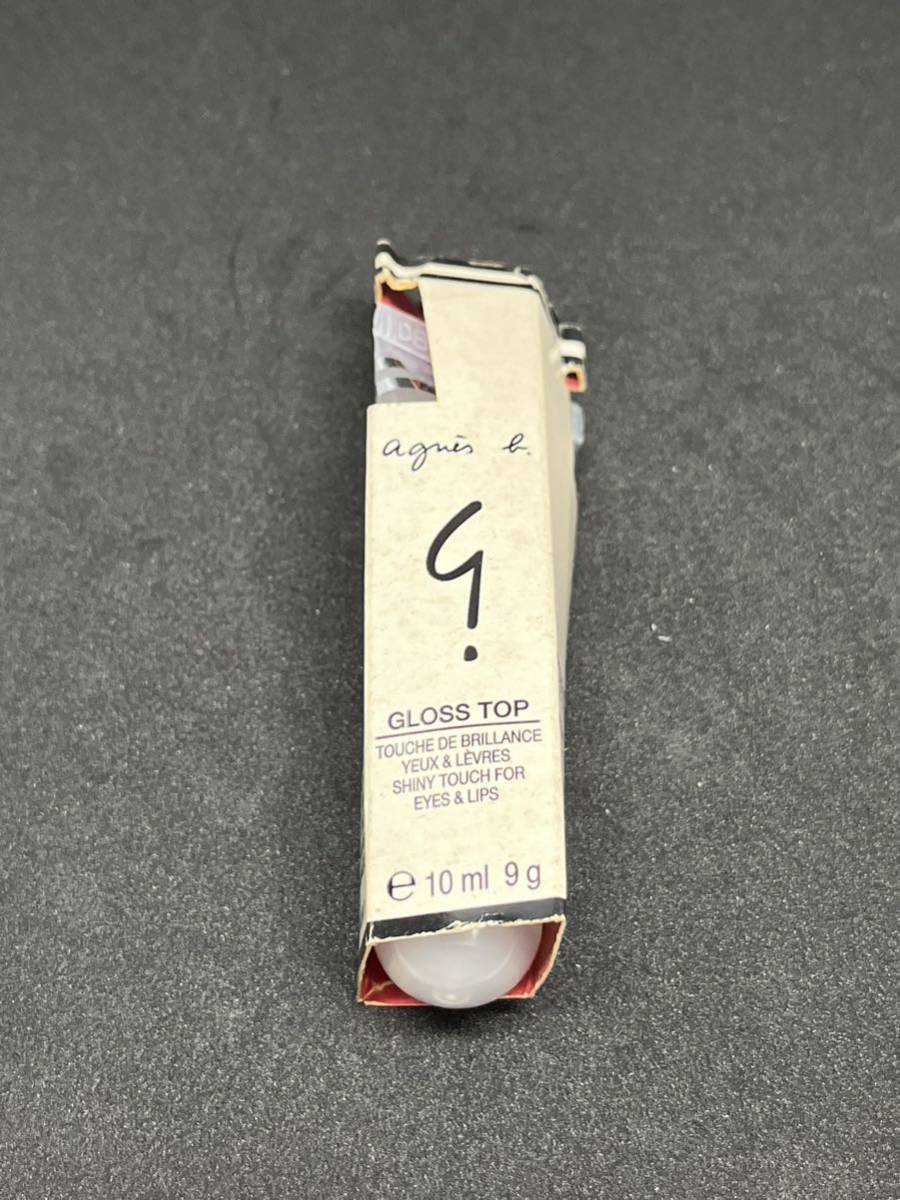 agnès b.
GLOSS TOP
TOUCHE DE BRILLANCE
YEUX & LÈVRES
SHINY TOUCH FOR
EYES & LIPS
e 10 ml 9 g